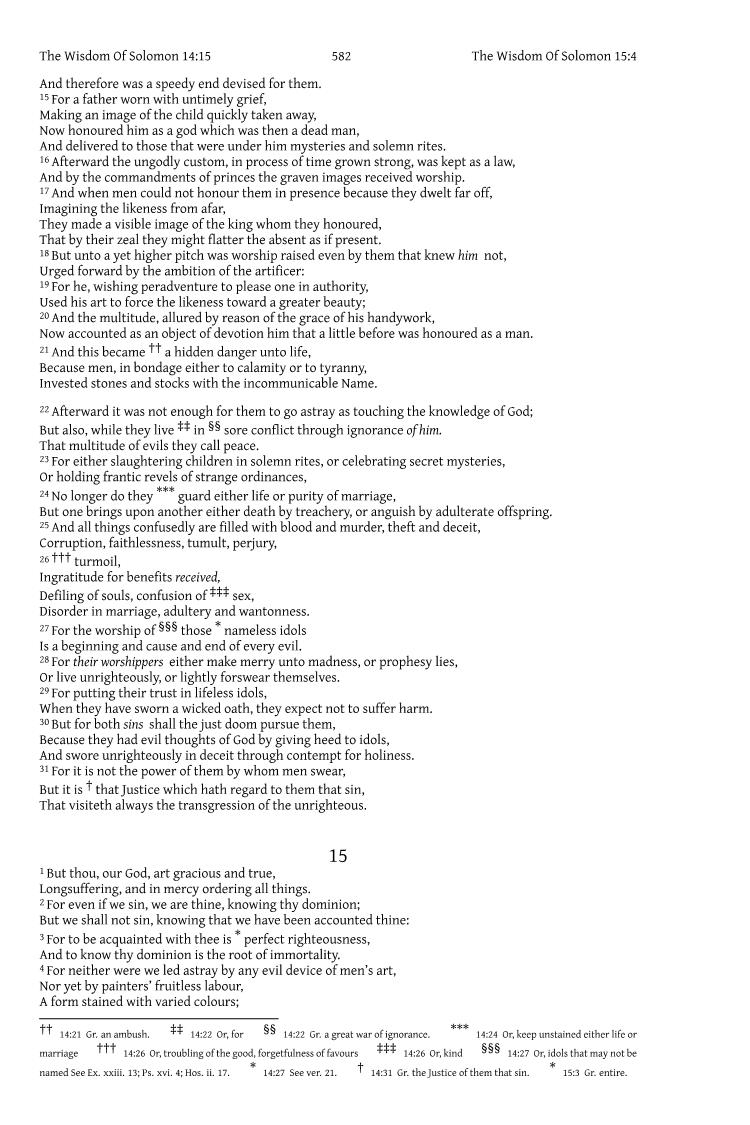 The Wisdom Of Solomon 14:15 582 The Wisdom Of Solomon 15:4
And therefore was a speedy end devised for them.
15 For a father worn with untimely grief,
Making an image of the child quickly taken away,
Now honoured him as a god which was then a dead man,
And delivered to those that were under him mysteries and solemn rites.
16 Afterward the ungodly custom, in process of time grown strong, was kept as a law,
And by the commandments of princes the graven images received worship.
17 And when men could not honour them in presence because they dwelt far off,
Imagining the likeness from afar,
They made a visible image of the king whom they honoured,
That by their zeal they might flatter the absent as if present.
18 But unto a yet higher pitch was worship raised even by them that knew him not,
Urged forward by the ambition of the artificer:
19 For he, wishing peradventure to please one in authority,
Used his art to force the likeness toward a greater beauty;
20 And the multitude, allured by reason of the grace of his handywork,
Now accounted as an object of devotion him that a little before was honoured as a man.
21 And this became †† a hidden danger unto life,
Because men, in bondage either to calamity or to tyranny,
Invested stones and stocks with the incommunicable Name.
22 Afterward it was not enough for them to go astray as touching the knowledge of God;
But also, while they live ‡‡ in §§ sore conflict through ignorance of him.
That multitude of evils they call peace.
23 For either slaughtering children in solemn rites, or celebrating secret mysteries,
Or holding frantic revels of strange ordinances,
24 No longer do they *** guard either life or purity of marriage,
But one brings upon another either death by treachery, or anguish by adulterate offspring.
25 And all things confusedly are filled with blood and murder, theft and deceit,
Corruption, faithlessness, tumult, perjury,
26 ††† turmoil,
Ingratitude for benefits received,
Defiling of souls, confusion of ‡‡‡ sex,
Disorder in marriage, adultery and wantonness.
27 For the worship of §§§ those * nameless idols
Is a beginning and cause and end of every evil.
28 For their worshippers either make merry unto madness, or prophesy lies,
Or live unrighteously, or lightly forswear themselves.
29 For putting their trust in lifeless idols,
When they have sworn a wicked oath, they expect not to suffer harm.
30 But for both sins shall the just doom pursue them,
Because they had evil thoughts of God by giving heed to idols,
And swore unrighteously in deceit through contempt for holiness.
31 For it is not the power of them by whom men swear,
But it is † that Justice which hath regard to them that sin,
That visiteth always the transgression of the unrighteous.
15
1 But thou, our God, art gracious and true,
Longsuffering, and in mercy ordering all things.
2 For even if we sin, we are thine, knowing thy dominion;
But we shall not sin, knowing that we have been accounted thine:
3 For to be acquainted with thee is * perfect righteousness,
And to know thy dominion is the root of immortality.
4 For neither were we led astray by any evil device of men's art,
Nor yet by painters' fruitless labour,
A form stained with varied colours;
†† 14:21 Gr. an ambush. ‡‡ 14:22 Or, for §§ 14:22 Gr. a great war of ignorance. *** 14:24 Or, keep unstained either life or
marriage ††† 14:26 Or, troubling of the good, forgetfulness of favours ‡‡‡ 14:26 Or, kind §§§ 14:27 Or, idols that may not be
named See Ex. xxiii. 13; Ps. xvi. 4; Hos. ii. 17. * 14:27 See ver. 21. † 14:31 Gr. the Justice of them that sin. * 15:3 Gr. entire.